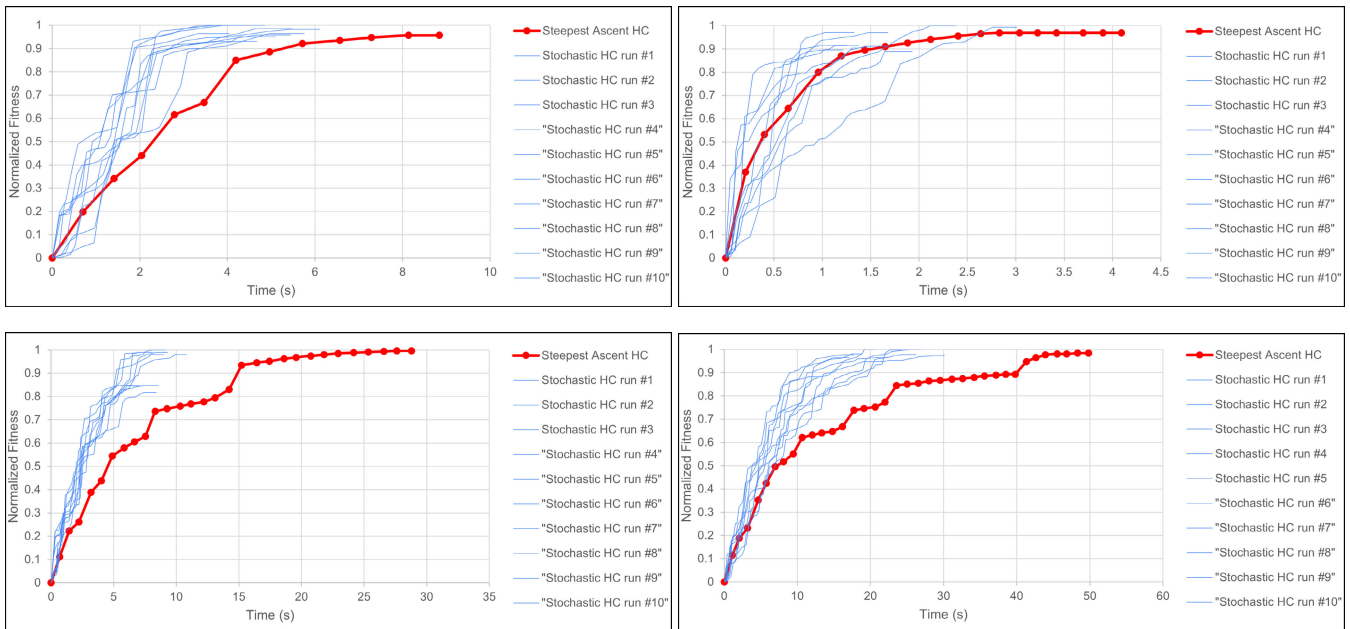 1
0.9
0.8
0.7
0.6
0.5
0.4
0.3
0.2
0.1
0
Normalized Fitness
0 2 4 6 8 10
Time (s)
Steepest Ascent HC
Stochastic HC run #1
Stochastic HC run #2
Stochastic HC run #3
"Stochastic HC run #4"
"Stochastic HC run #5"
"Stochastic HC run #6"
"Stochastic HC run #7"
"Stochastic HC run #8"
"Stochastic HC run #9"
"Stochastic HC run #10"
1
0.9
0.8
0.7
0.6
0.5
0.4
0.3
0.2
0.1
0
Normalized Fitness
0 0.5 1 1.5 2 2.5 3 3.5 4 4.5
Time (s)
Steepest Ascent HC
Stochastic HC run #1
Stochastic HC run #2
Stochastic HC run #3
"Stochastic HC run #4"
"Stochastic HC run #5"
"Stochastic HC run #6"
"Stochastic HC run #7"
"Stochastic HC run #8"
"Stochastic HC run #9"
"Stochastic HC run #10"
1
0.9
0.8
0.7
0.6
0.5
0.4
0.3
0.2
0.1
0
Normalized Fitness
0 5 10 15 20 25 30 35
Time (s)
Steepest Ascent HC
Stochastic HC run #1
Stochastic HC run #2
Stochastic HC run #3
"Stochastic HC run #4"
"Stochastic HC run #5"
"Stochastic HC run #6"
"Stochastic HC run #7"
"Stochastic HC run #8"
"Stochastic HC run #9"
"Stochastic HC run #10"
1
0.9
0.8
0.7
0.6
0.5
0.4
0.3
0.2
0.1
0
Normalized Fitness
0 10 20 30 40 50 60
Time (s)
Steepest Ascent HC
Stochastic HC run #1
Stochastic HC run #2
Stochastic HC run #3
Stochastic HC run #4
Stochastic HC run #5
"Stochastic HC run #6"
"Stochastic HC run #7"
"Stochastic HC run #8"
"Stochastic HC run #9"
"Stochastic HC run #10"